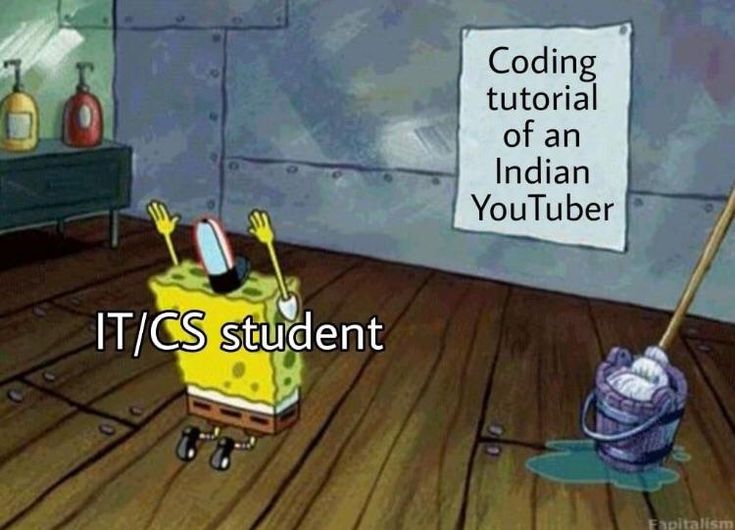 Coding
tutorial
of an
Indian
YouTuber
IT/CS student
Fapitalism